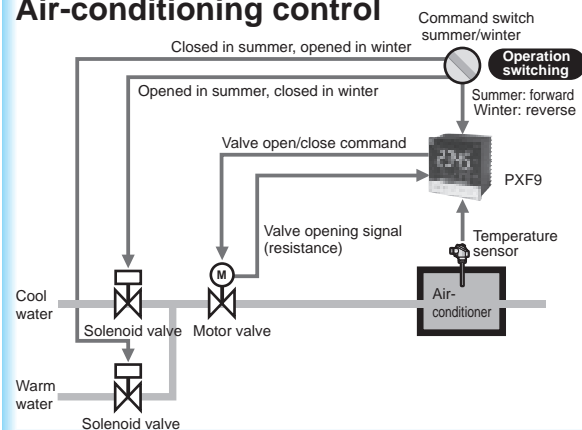 Air-conditioning control
Command switch
summer/winter
Closed in summer, opened in winter
Operation
switching
Opened in summer, closed in winter
Summer: forward
Winter: reverse
Valve open/close command
PXF9
Valve opening signal
(resistance)
Temperature
sensor
M
Cool
water
Air-
conditioner
Solenoid valve
Motor valve
Warm
water
Solenoid valve